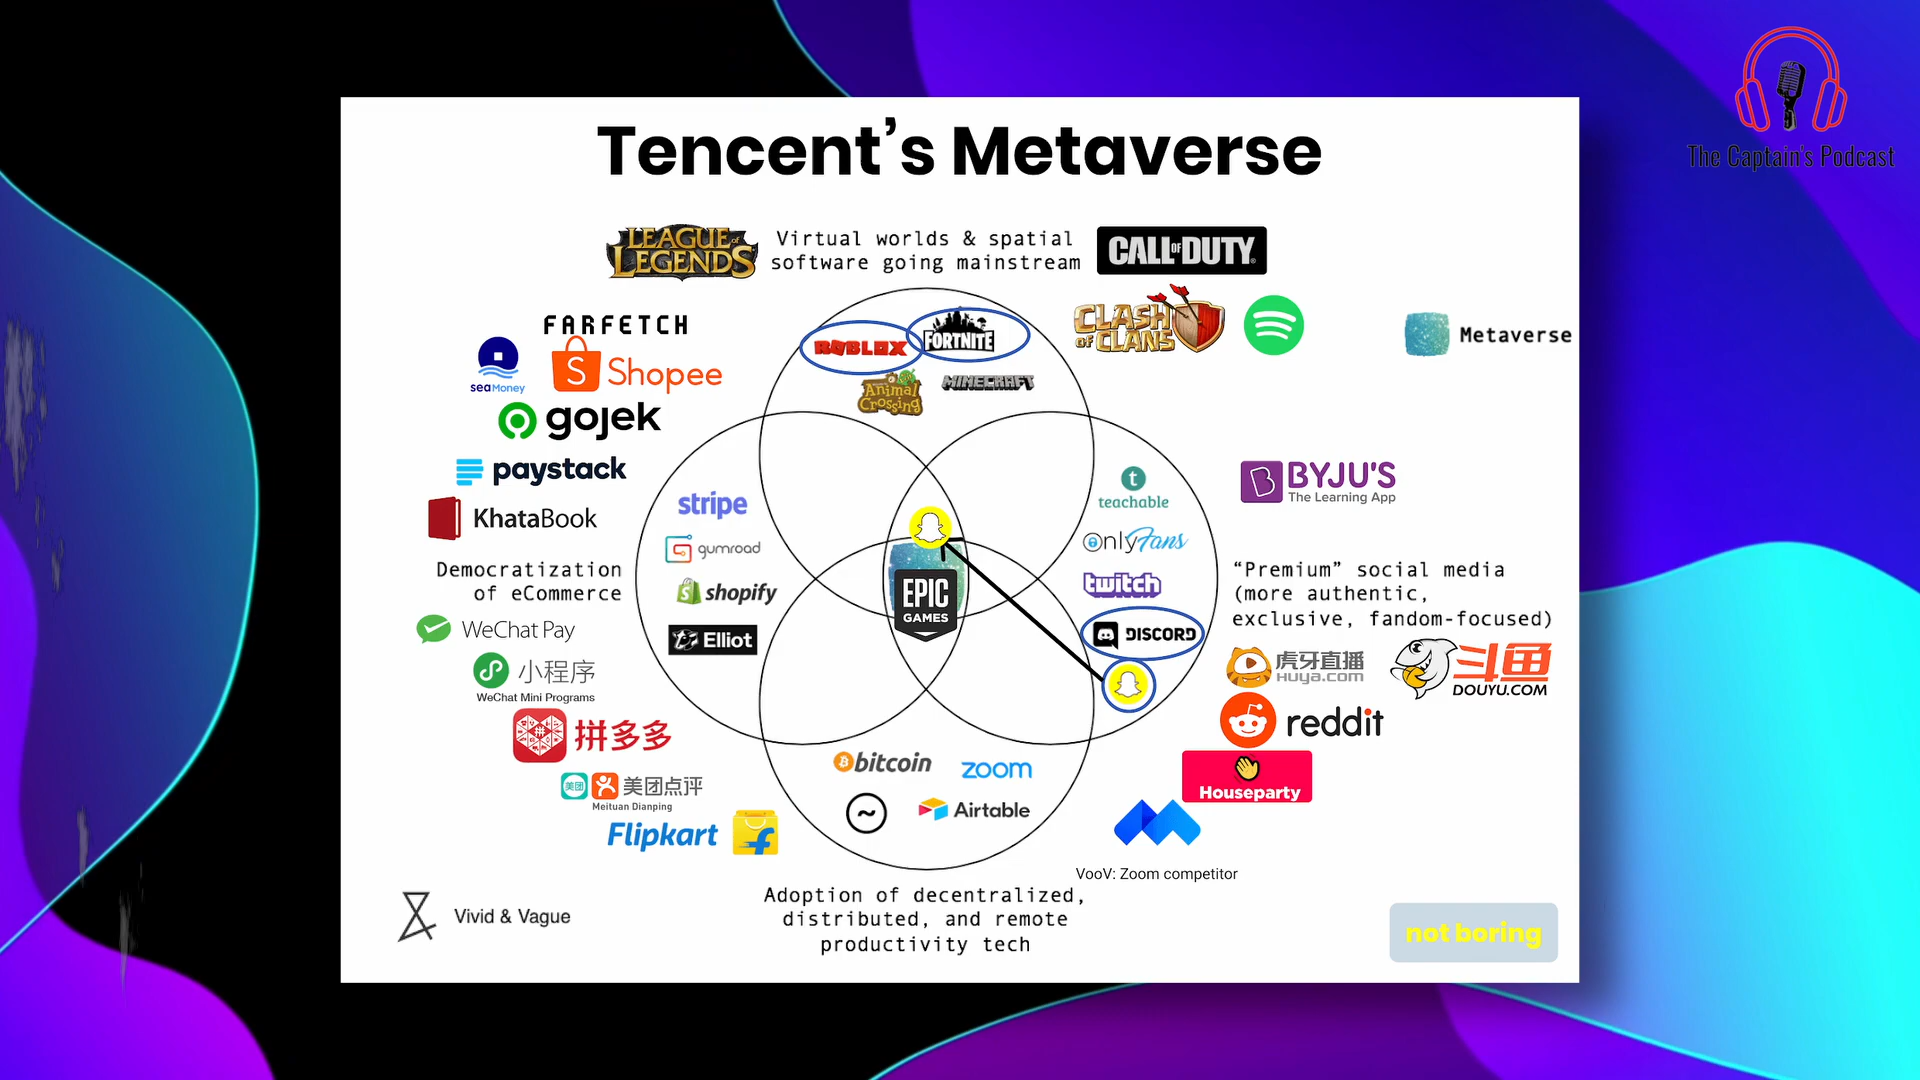 The Captain's Podcast
Tencent's Metaverse
LEAGUE of LEGENDS
Virtual worlds & spatial
software going mainstream
CALL OF DUTY
FARFETCH
seaMoney
Shopee
gojek
paystack
KhataBook
Democratization
of eCommerce
WeChat Pay
小程序
WeChat Mini Programs
拼多多
美团
美团点评
Meituan Dianping
Flipkart
ROBLOX
FORTNITE
Animal
Crossing
MINECRAFT
CLASH
OF CLANS
Metaverse
stripe
gumroad
shopify
Elliot
EPIC
GAMES
t
teachable
OnlyFans
twitch
DISCORD
BYJU'S
The Learning App
“Premium” social media
(more authentic,
exclusive, fandom-focused)
虎牙直播
HUYA.com
斗鱼
DOUYU.COM
reddit
Houseparty
VooV: Zoom competitor
bitcoin
zoom
~
Airtable
Adoption of decentralized,
distributed, and remote
productivity tech
Vivid & Vague
not boring